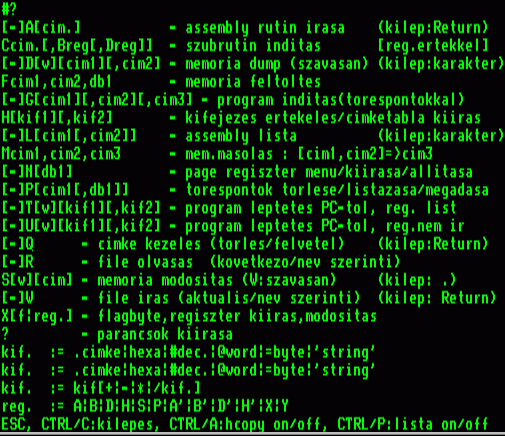 #?
[-]A[cim.] - assembly rutin irasa (kilep:Return)
Ccim.[,Breg[,Dreg]] - szubrutin inditas [reg.ertekkel]
[-]D[w][cim1][,cim2] - memoria dump (szavasan) (kilep:karakter)
Fcim1,cim2,db1 - memoria feltoltes
[-]G[cim1][,cim2][,cim3] - program inditas(torespontokkal)
H[kif1][,kif2] - kifejezes ertekeles/cimketabla kiiras
[-]L[cim1[,cim2]] - assembly lista (kilep:karakter)
Mcim1,cim2,cim3 - mem.masolas : [cim1,cim2]=>cim3
[-]N[db1] - page regiszter menu/kiirasa/allitasa
[-]P[cim1[,db1]] - torespontok torlese/listazasa/megadasa
[-]T[w][kif1][,kif2] - program leptetes PC-tol, reg. list
[-]U[w][kif1][,kif2] - program leptetes PC-tol, reg.nem ir
[-]Q - cimke kezeles (torles/felvetel) (kilep:Return)
[-]R - file olvasas (kovetkezo/nev szerinti)
S[w][cim] - memoria modositas (W:szavasan) (kilep: .)
[-]W - file iras (aktualis/nev szerinti) (kilep: Return)
X[f¦reg.] - flagbyte,regiszter kiiras,modositas
? - parancsok kiirasa
kif. := .cimke¦hexa¦#dec.¦@word¦=byte¦'string'
kif. := .cimke¦hexa¦#dec.¦@word¦=byte¦'string'
kif. := kif[+¦-¦*¦/kif.]
reg. := A¦B¦D¦H¦S¦P¦A'¦B'¦D'¦H'¦X¦Y
ESC, CTRL/C:kilepes, CTRL/A:hcopy on/off, CTRL/P:lista on/off